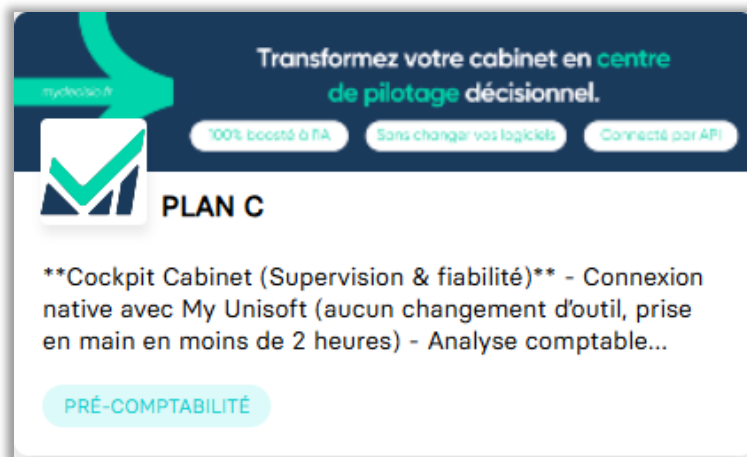 Transformez votre cabinet en centre
de pilotage décisionnel.
mydecisio.fr
100% boosté à l'IA
Sans changer vos logiciels
Connecté par API
PLAN C
**Cockpit Cabinet (Supervision & fiabilité)** - Connexion
native avec My Unisoft (aucun changement d'outil, prise
en main en moins de 2 heures) - Analyse comptable...
PRÉ-COMPTABILITÉ